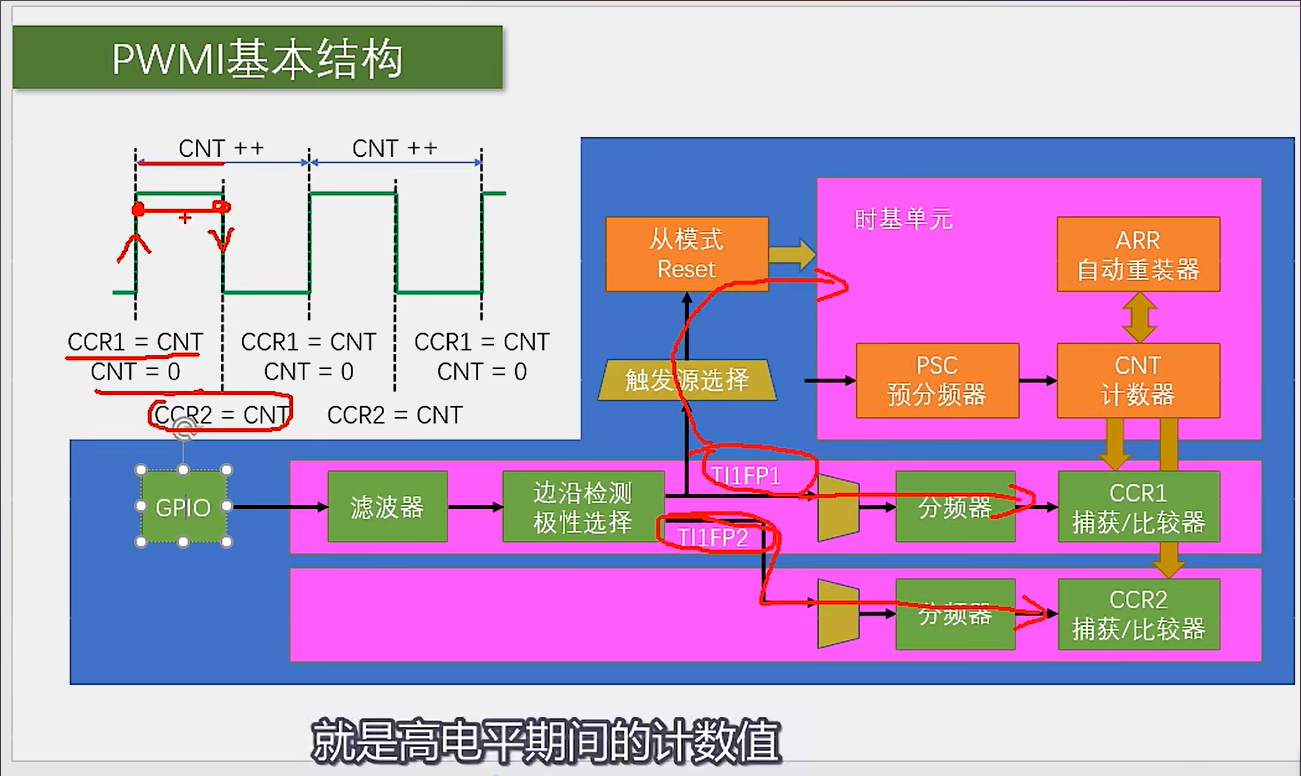 PWMI基本结构
CNT ++
CNT ++
CCR1 = CNT
CNT = 0
CCR1 = CNT
CNT = 0
CCR1 = CNT
CNT = 0
CCR2 = CNT
CCR2 = CNT
从模式
Reset
时基单元
ARR
自动重装器
触发源选择
PSC
预分频器
CNT
计数器
GPIO
滤波器
边沿检测
极性选择
TI1FP1
TI1FP2
分频器
CCR1
捕获/比较器
分频器
CCR2
捕获/比较器
就是高电平期间的计数值